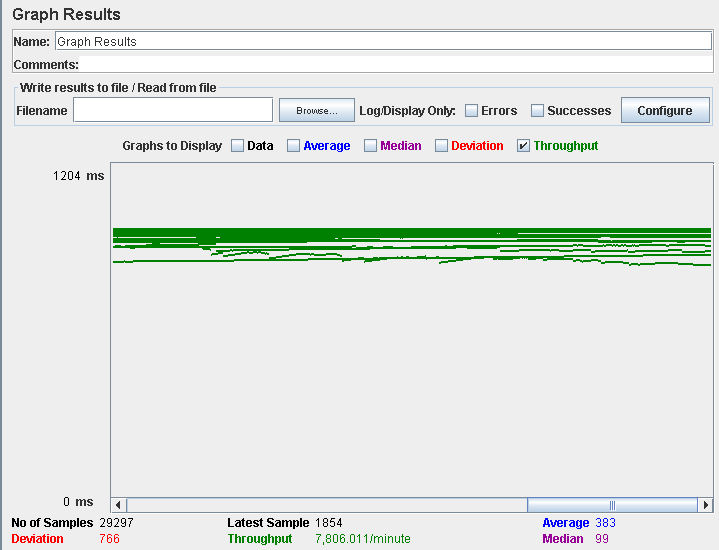 Graph Results
Name: Graph Results
Comments:
Write results to file / Read from file
Filename Browse... Log/Display Only: Errors Successes Configure
Graphs to Display Data Average Median Deviation Throughput
1204 ms
0 ms
No of Samples 29297 Latest Sample 1854 Average 383
Deviation 766 Throughput 7,806.011/minute Median 99